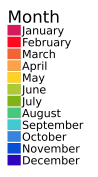 Month
January
February
March
April
May
June
July
August
September
October
November
December